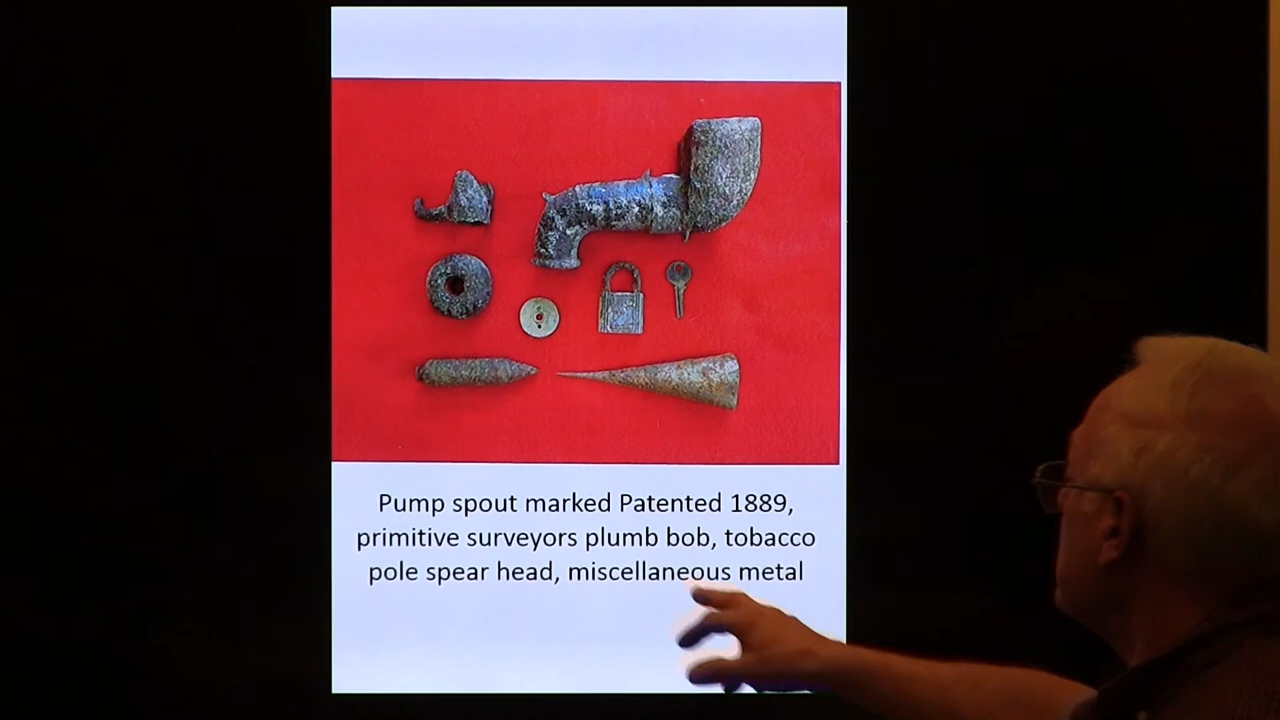 Pump spout marked Patented 1889,
primitive surveyors plumb bob, tobacco
pole spear head, miscellaneous metal